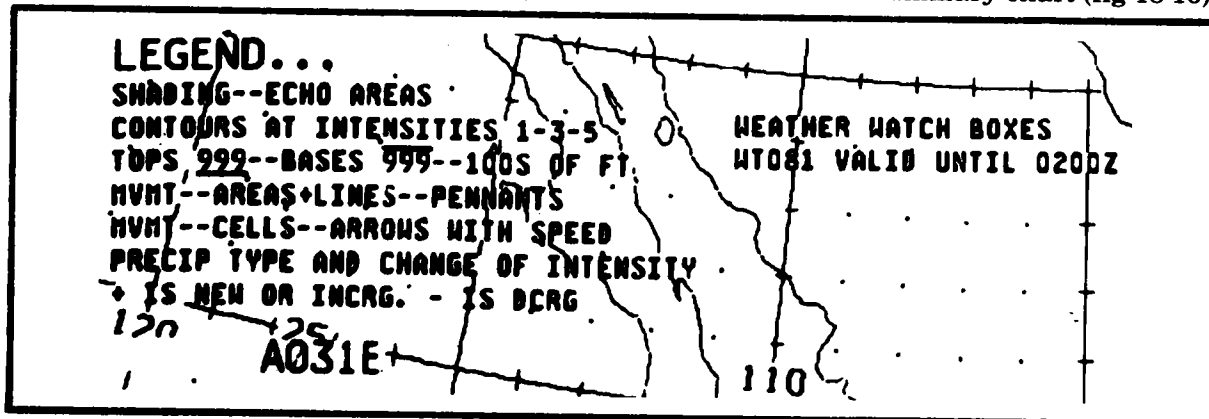 chart (fig
LEGEND...
SHADING--ECHO AREAS
CONTOURS AT INTENSITIES 1-3-5
TOPS 999--BASES 999--100S OF FT.
MVMT--AREAS+LINES--PENNANTS
MVMT--CELLS--ARROWS WITH SPEED
PRECIP TYPE AND CHANGE OF INTENSITY
+ IS NEW OR INCRG. - IS DCRG
WEATHER WATCH BOXES
WT081 VALID UNTIL 0200Z
120
125
A031E
110